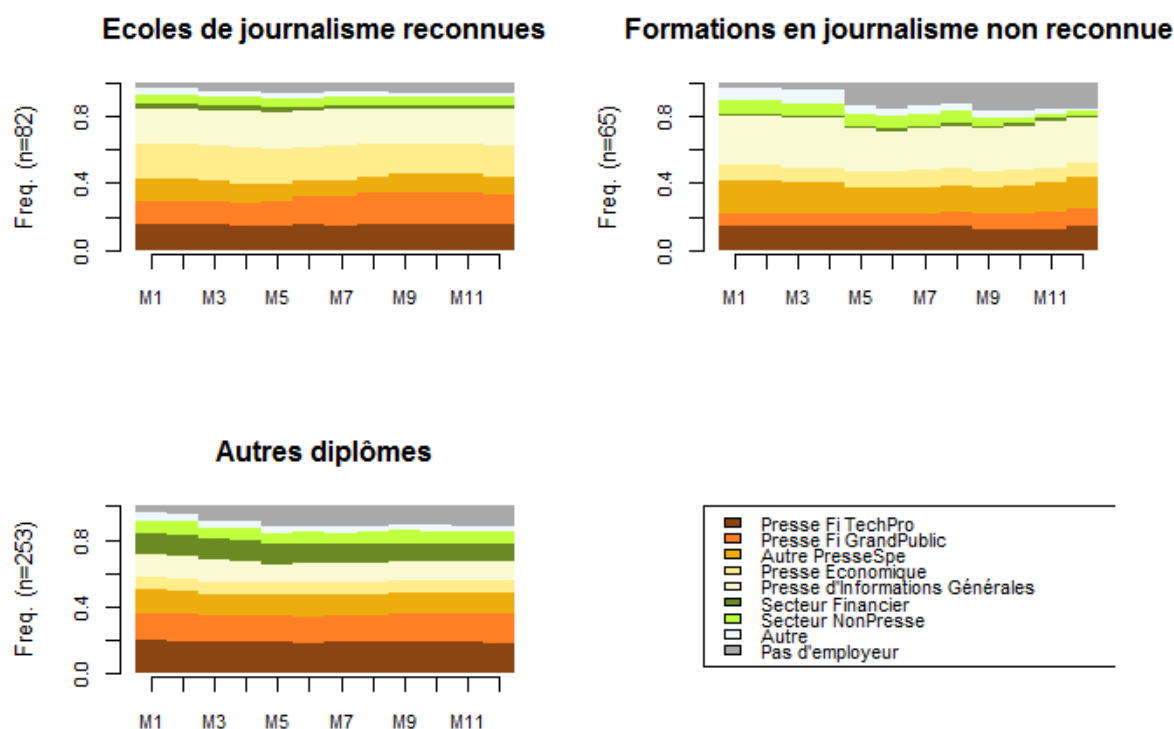 Ecoles de journalisme reconnues
Formations en journalisme non reconnue
Freq. (n=82)
0.0 0.4 0.8
M1 M3 M5 M7 M9 M11
Freq. (n=65)
0.0 0.4 0.8
M1 M3 M5 M7 M9 M11
Autres diplômes
Freq. (n=253)
0.0 0.4 0.8
M1 M3 M5 M7 M9 M11
Presse Fi TechPro
Presse Fi GrandPublic
Autre PresseSpe
Presse Economique
Presse d'Informations Générales
Secteur Financier
Secteur NonPresse
Autre
Pas d'employeur